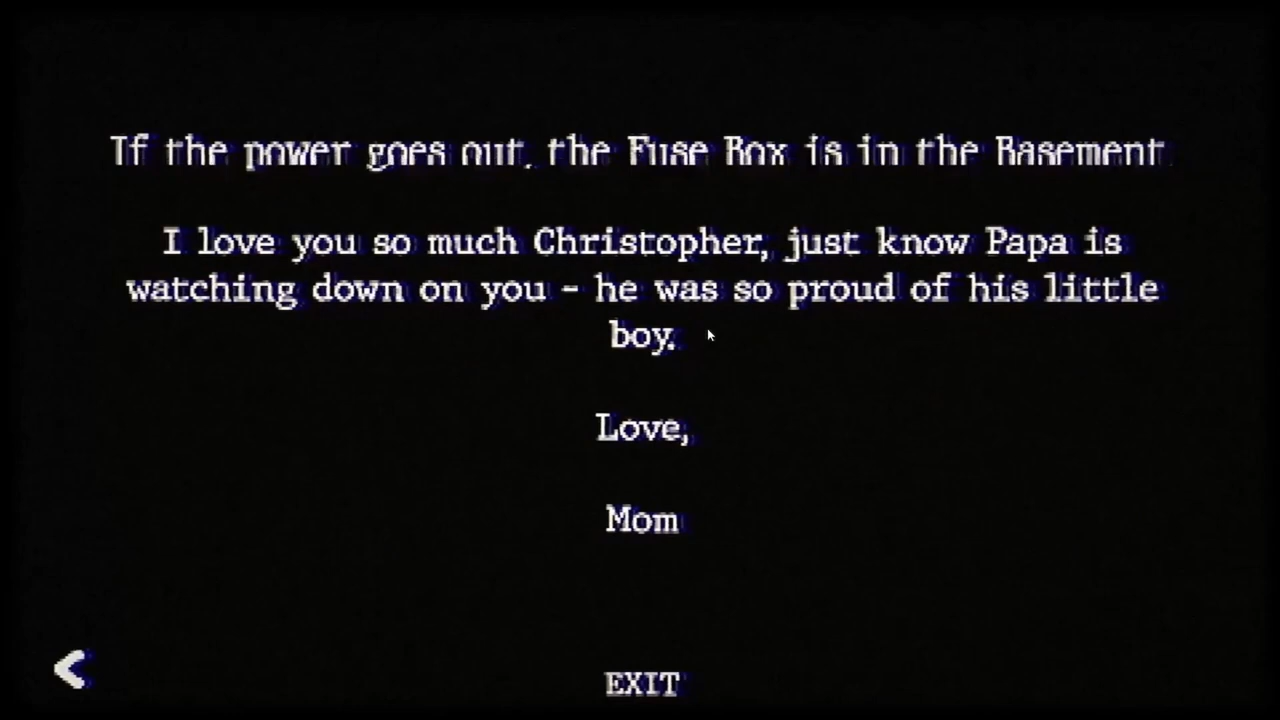 If the power goes out, the Fuse Box is in the Basement.
I love you so much Christopher, just know Papa is
watching down on you - he was so proud of his little
boy.
Love,
Mom
<
EXIT